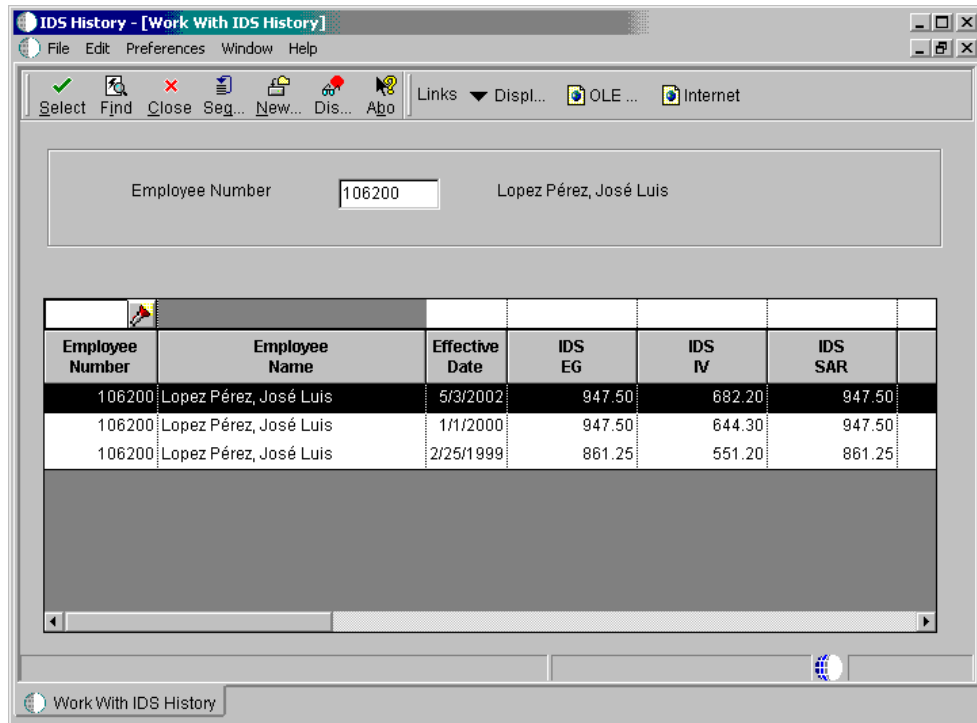 IDS History - [Work With IDS History]
File Edit Preferences Window Help
Select Find Close Seg... New... Dis... Abo Links Displ... OLE ... Internet
Employee Number 106200 Lopez Pérez, José Luis
Employee Number Employee Name Effective Date IDS EG IDS IV IDS SAR
106200 Lopez Pérez, José Luis 5/3/2002 947.50 682.20 947.50
106200 Lopez Pérez, José Luis 1/1/2000 947.50 644.30 947.50
106200 Lopez Pérez, José Luis 2/25/1999 861.25 551.20 861.25
Work With IDS History